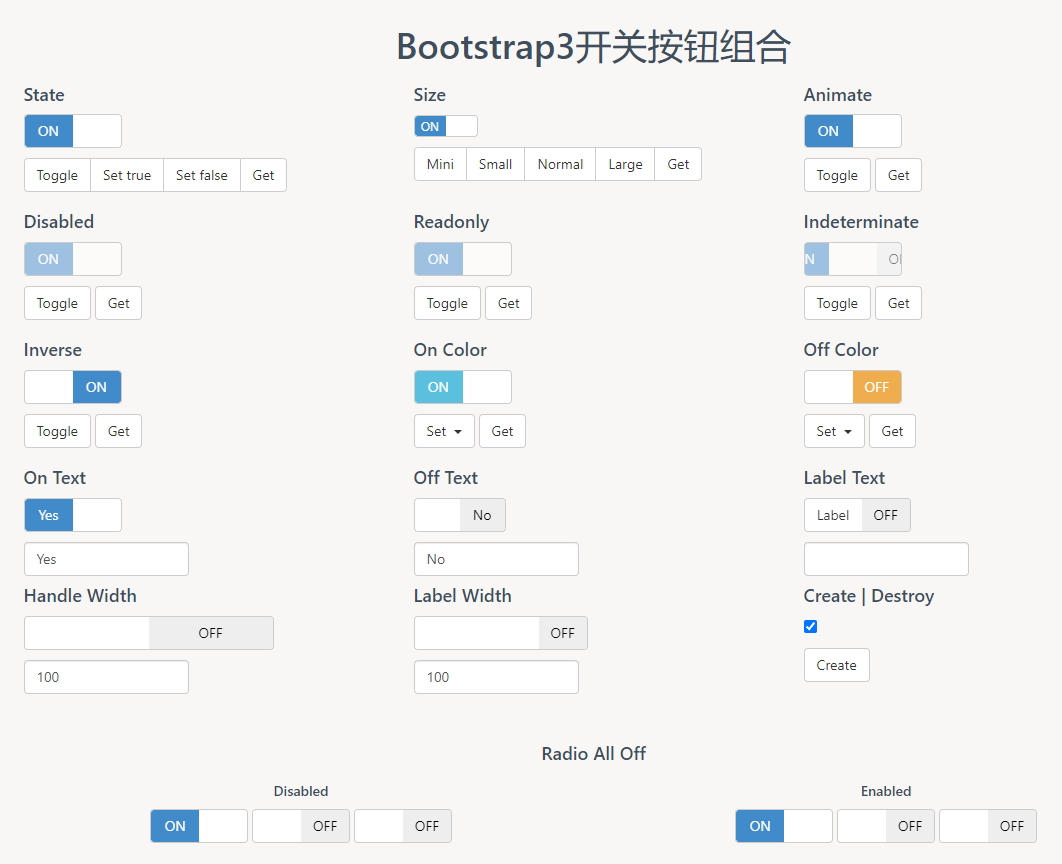 Bootstrap3开关按钮组合
State Size Animate
ON ON ON
Toggle Set true Set false Get Mini Small Normal Large Get Toggle Get
Disabled Readonly Indeterminate
ON ON N O
Toggle Get Toggle Get Toggle Get
Inverse On Color Off Color
ON ON OFF
Toggle Get Set Get Set Get
On Text Off Text Label Text
Yes No Label OFF
Yes No
Handle Width Label Width Create | Destroy
OFF OFF
100 100 Create
Radio All Off
Disabled Enabled
ON OFF OFF ON OFF OFF